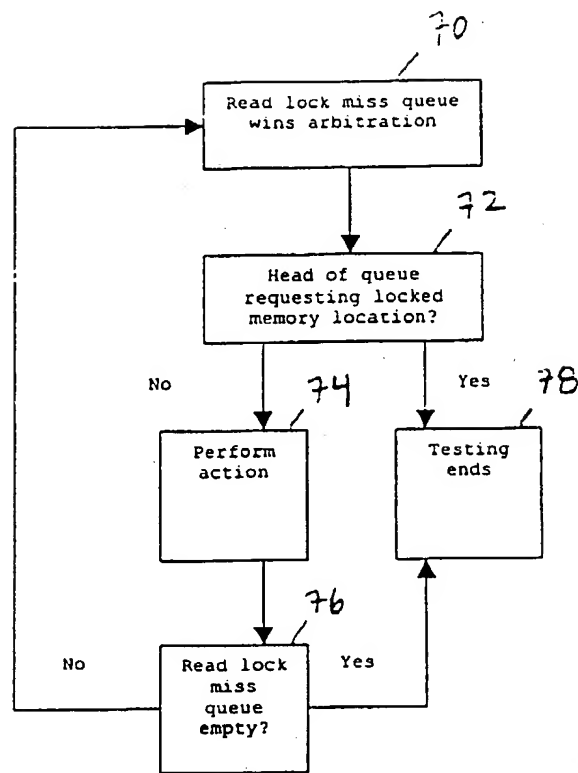 70
Read lock miss queue
wins arbitration
72
Head of queue
requesting locked
memory location?
No
74
Yes
78
Perform
action
Testing
ends
76
No
Read lock
miss
queue
empty?
Yes